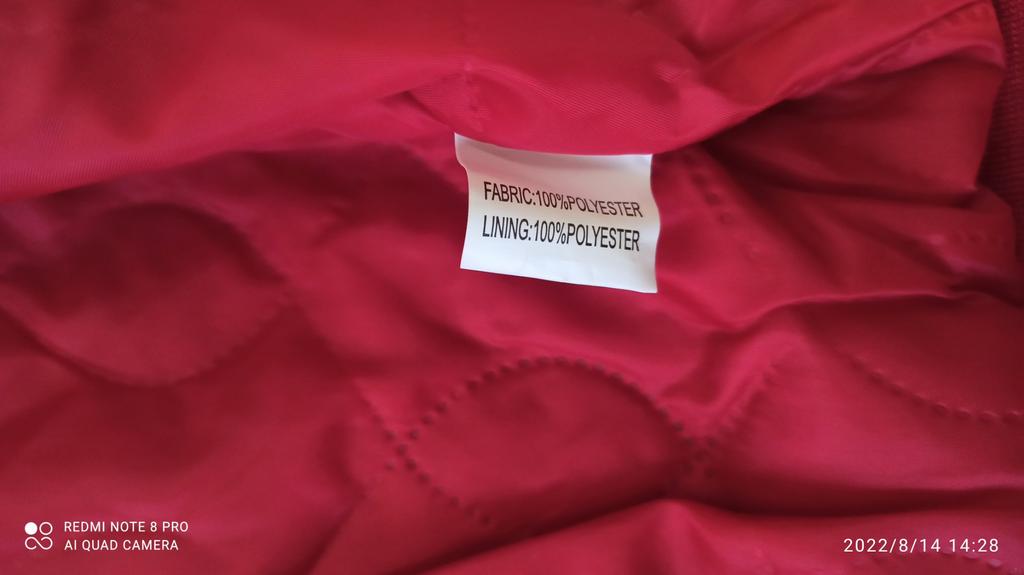 FABRIC:100%POLYESTER
LINING:100%POLYESTER
REDMI NOTE 8 PRO
AI QUAD CAMERA
2022/8/14 14:28